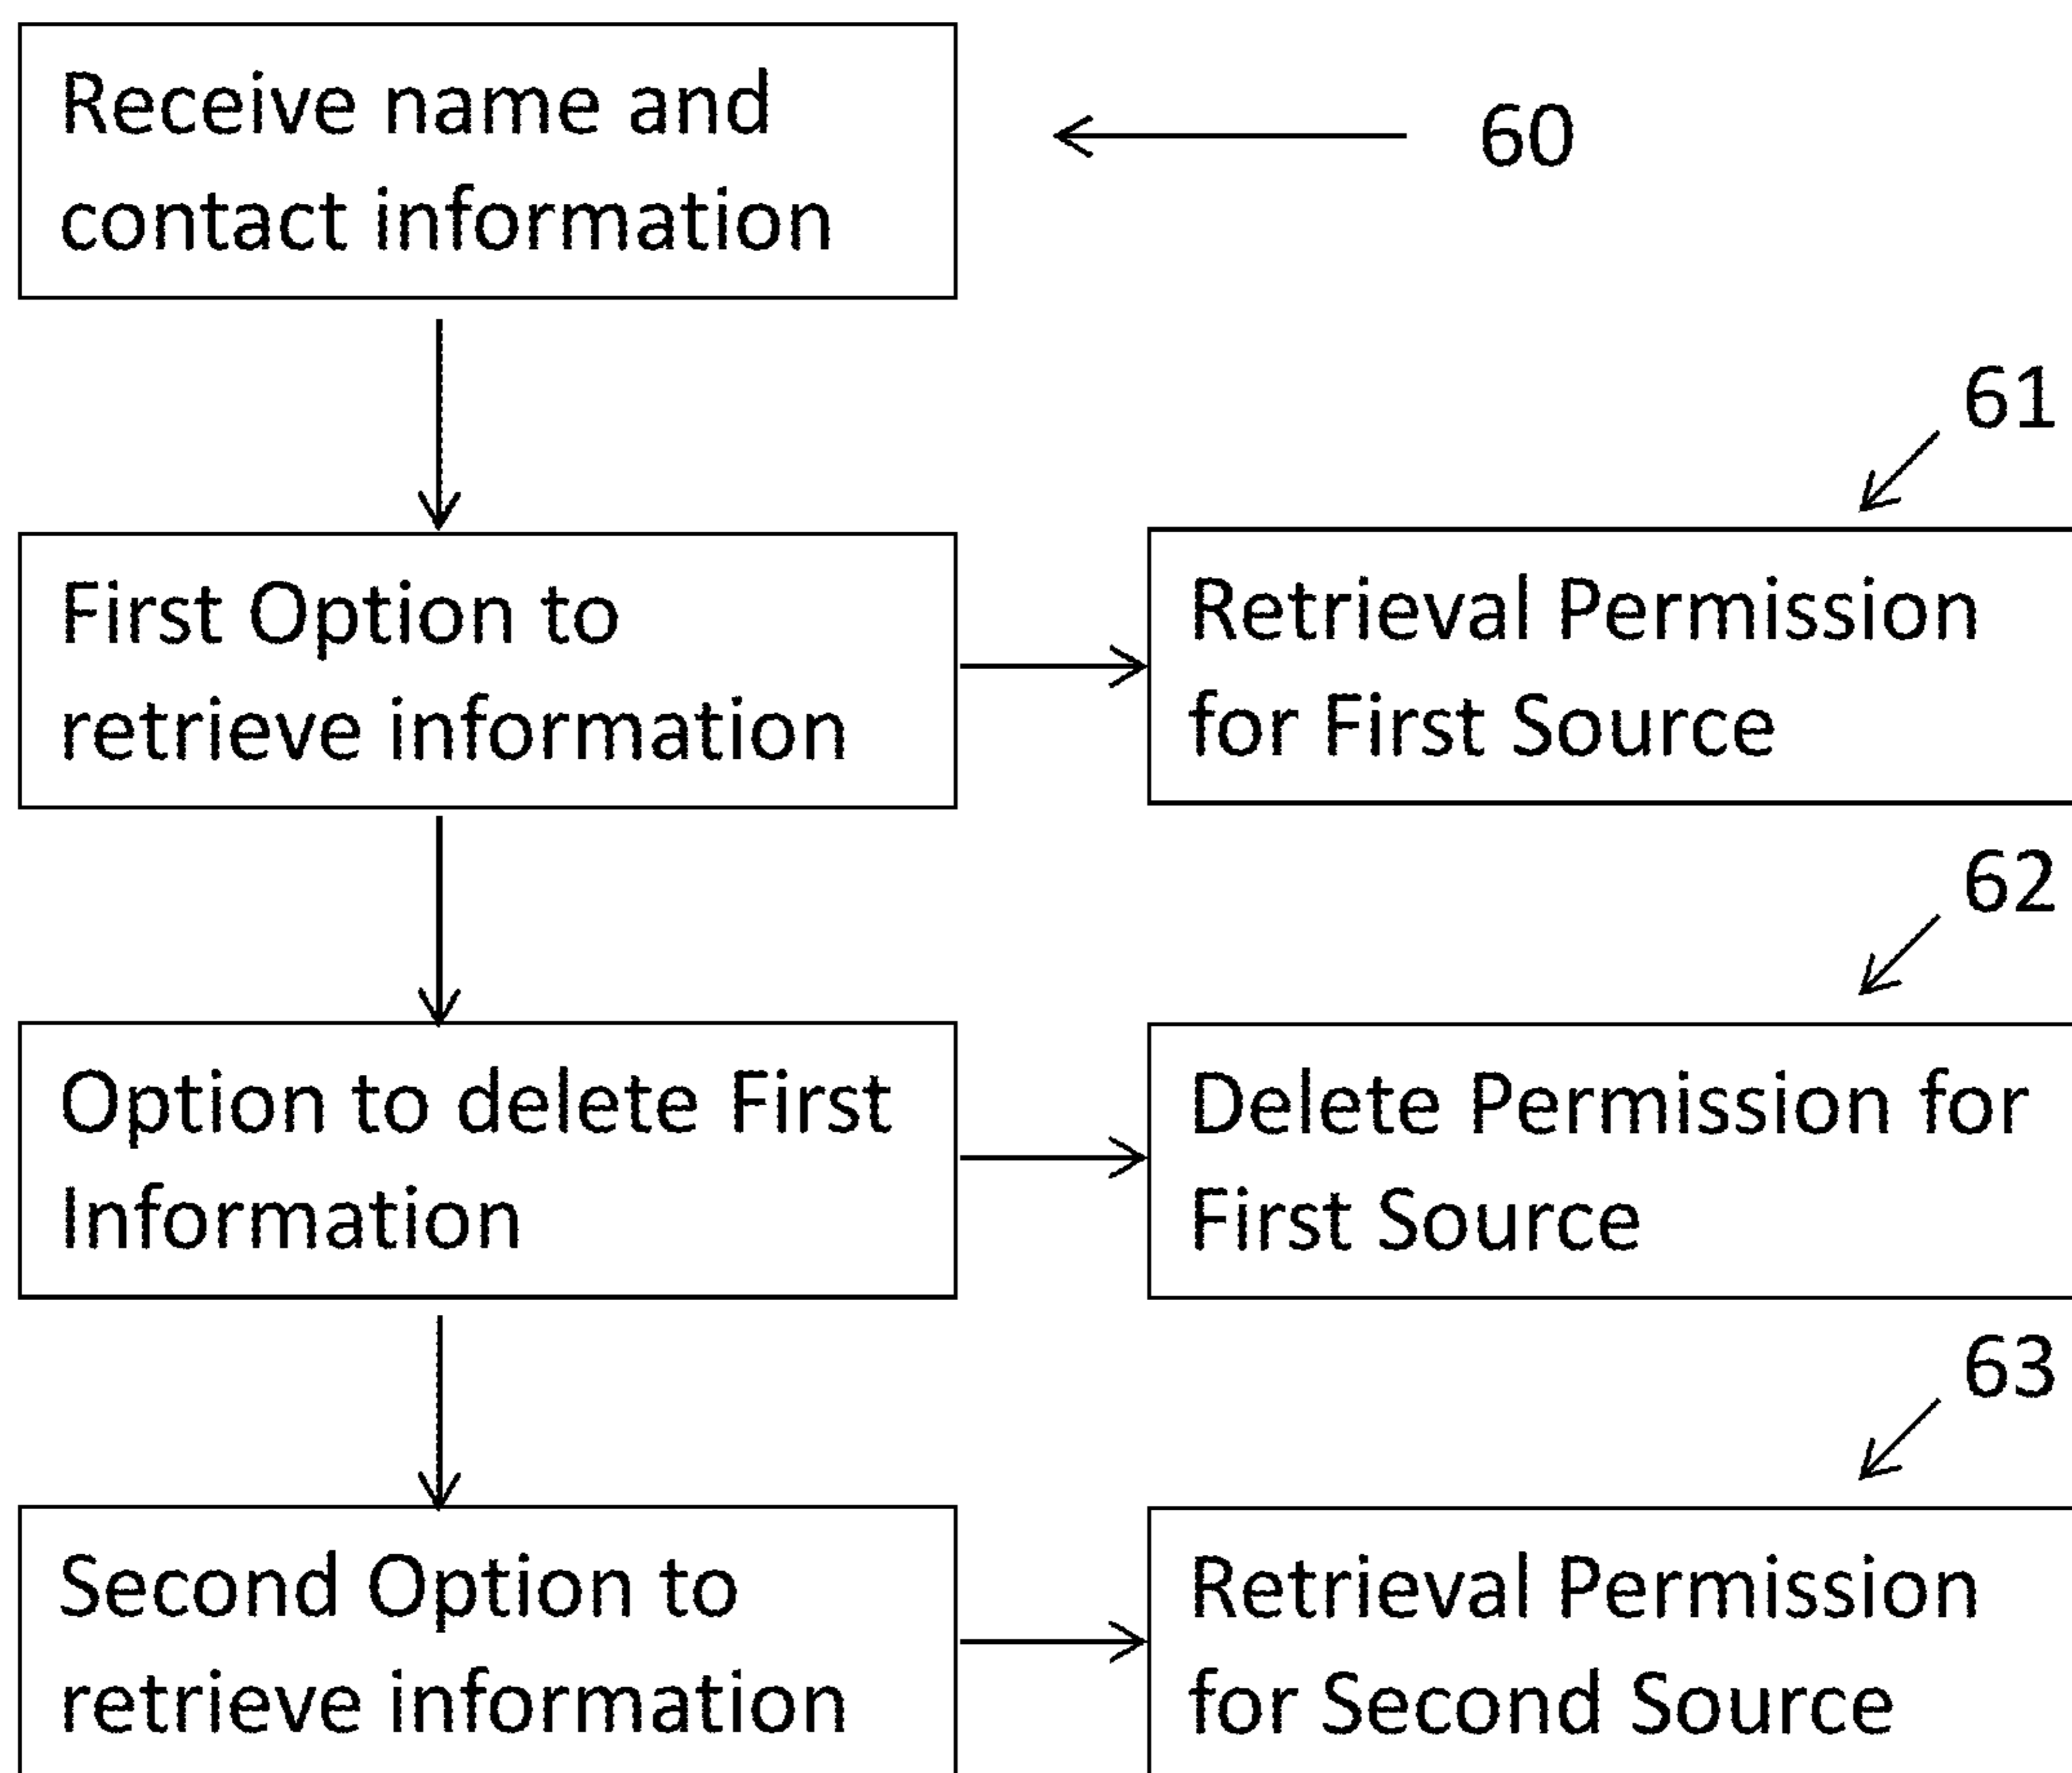 Receive name and
contact information
60
61
First Option to
retrieve information
Retrieval Permission
for First Source
62
Option to delete First
Information
Delete Permission for
First Source
63
Second Option to
retrieve information
Retrieval Permission
for Second Source